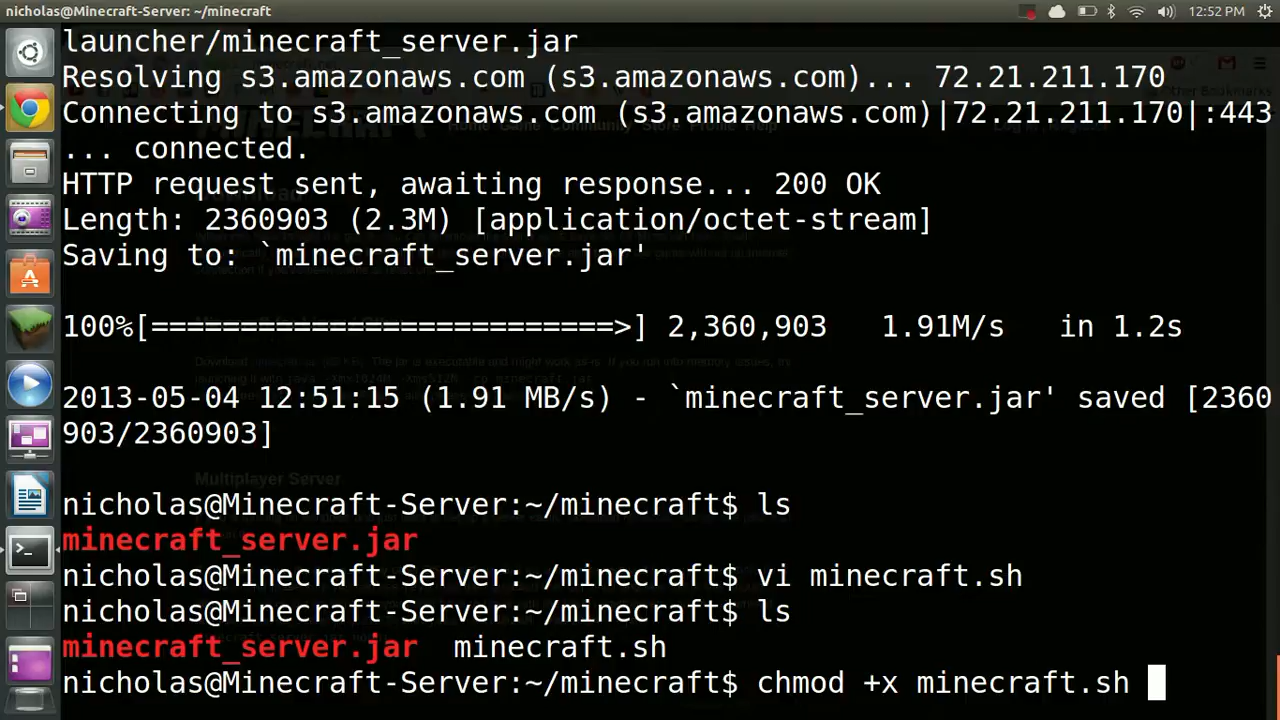 nicholas@Minecraft-Server: ~/minecraft 12:52 PM
launcher/minecraft_server.jar
Resolving s3.amazonaws.com (s3.amazonaws.com)... 72.21.211.170
Connecting to s3.amazonaws.com (s3.amazonaws.com)|72.21.211.170|:443
... connected.
HTTP request sent, awaiting response... 200 OK
Length: 2360903 (2.3M) [application/octet-stream]
Saving to: `minecraft_server.jar'
100%[==========================>] 2,360,903 1.91M/s in 1.2s
2013-05-04 12:51:15 (1.91 MB/s) - `minecraft_server.jar' saved [2360
903/2360903]
Multiplayer Server
nicholas@Minecraft-Server:~/minecraft$ ls
minecraft_server.jar
nicholas@Minecraft-Server:~/minecraft$ vi minecraft.sh
nicholas@Minecraft-Server:~/minecraft$ ls
minecraft_server.jar minecraft.sh
nicholas@Minecraft-Server:~/minecraft$ chmod +x minecraft.sh